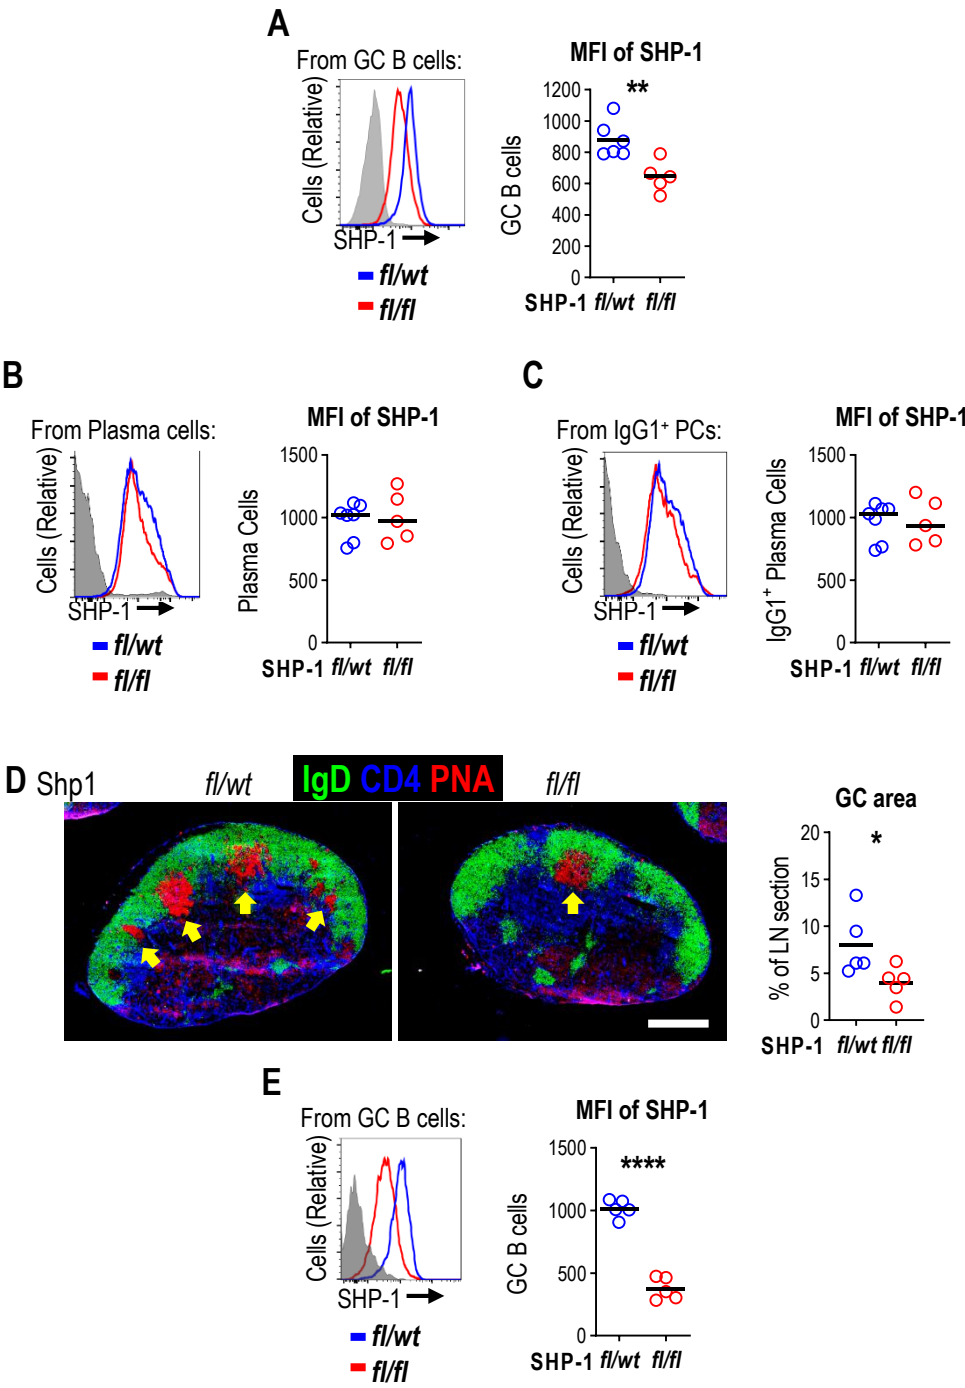 A
From GC B cells:
Cells (Relative)
SHP-1
fl/wt
fl/fl
MFI of SHP-1
**
GC B cells
1200
1000
800
600
400
200
0
SHP-1 fl/wt fl/fl
B
From Plasma cells:
Cells (Relative)
SHP-1
fl/wt
fl/fl
MFI of SHP-1
Plasma Cells
1500
1000
500
0
SHP-1 fl/wt fl/fl
C
From IgG1⁺ PCs:
Cells (Relative)
SHP-1
fl/wt
fl/fl
MFI of SHP-1
IgG1⁺ Plasma Cells
1500
1000
500
0
SHP-1 fl/wt fl/fl
D Shp1 fl/wt IgD CD4 PNA fl/fl
GC area
*
% of LN section
20
15
10
5
0
SHP-1 fl/wt fl/fl
E
From GC B cells:
Cells (Relative)
SHP-1
fl/wt
fl/fl
MFI of SHP-1
****
GC B cells
1500
1000
500
0
SHP-1 fl/wt fl/fl